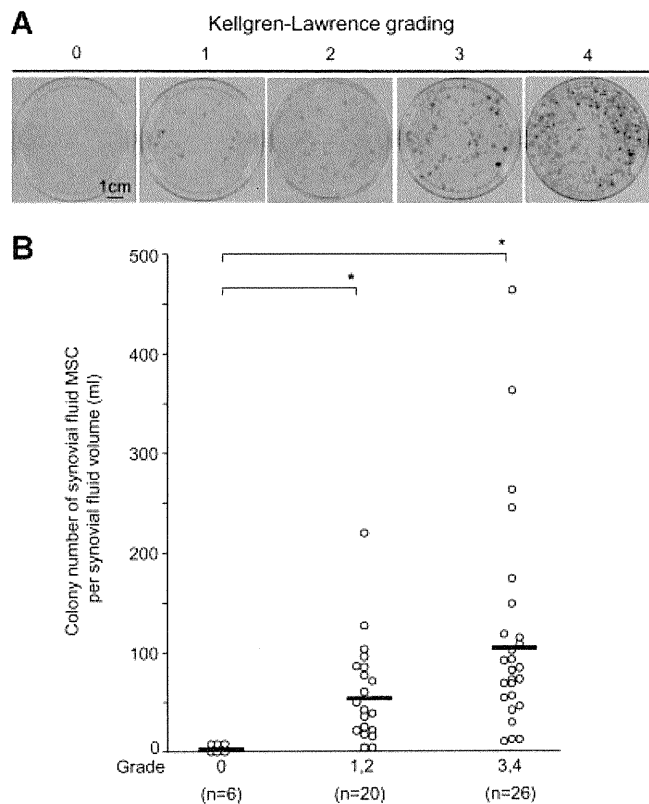 A
Kellgren-Lawrence grading
0 1 2 3 4
1cm
B
Colony number of synovial fluid MSC
per synovial fluid volume (ml)
500
400
300
200
100
0
* *
Grade 0 1,2 3,4
(n=6) (n=20) (n=26)